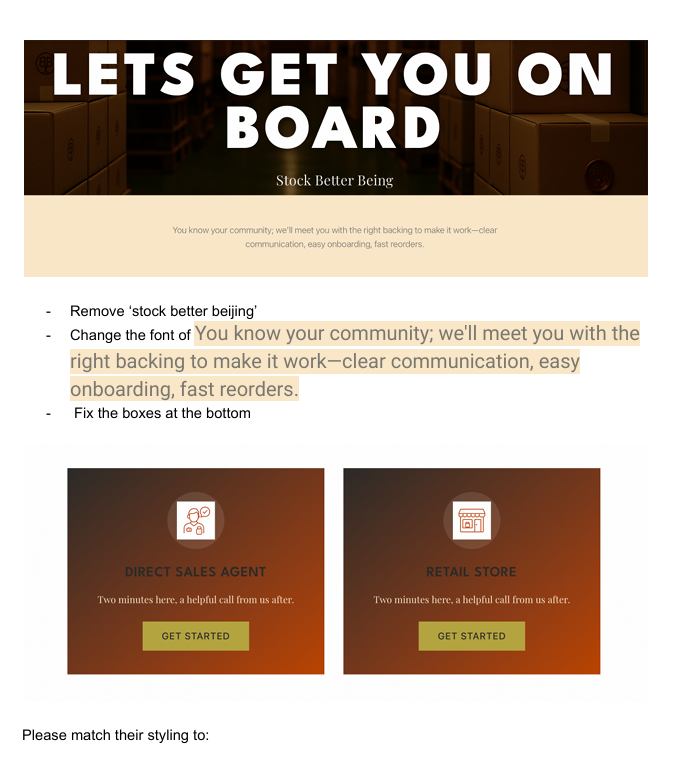 LETS GET YOU ON
BOARD
Stock Better Being
You know your community; we'll meet you with the right backing to make it work—clear
communication, easy onboarding, fast reorders.
- Remove ‘stock better beijing’
- Change the font of You know your community; we'll meet you with the
right backing to make it work—clear communication, easy
onboarding, fast reorders.
- Fix the boxes at the bottom
DIRECT SALES AGENT
Two minutes here, a helpful call from us after.
GET STARTED
RETAIL STORE
Two minutes here, a helpful call from us after.
GET STARTED
Please match their styling to: